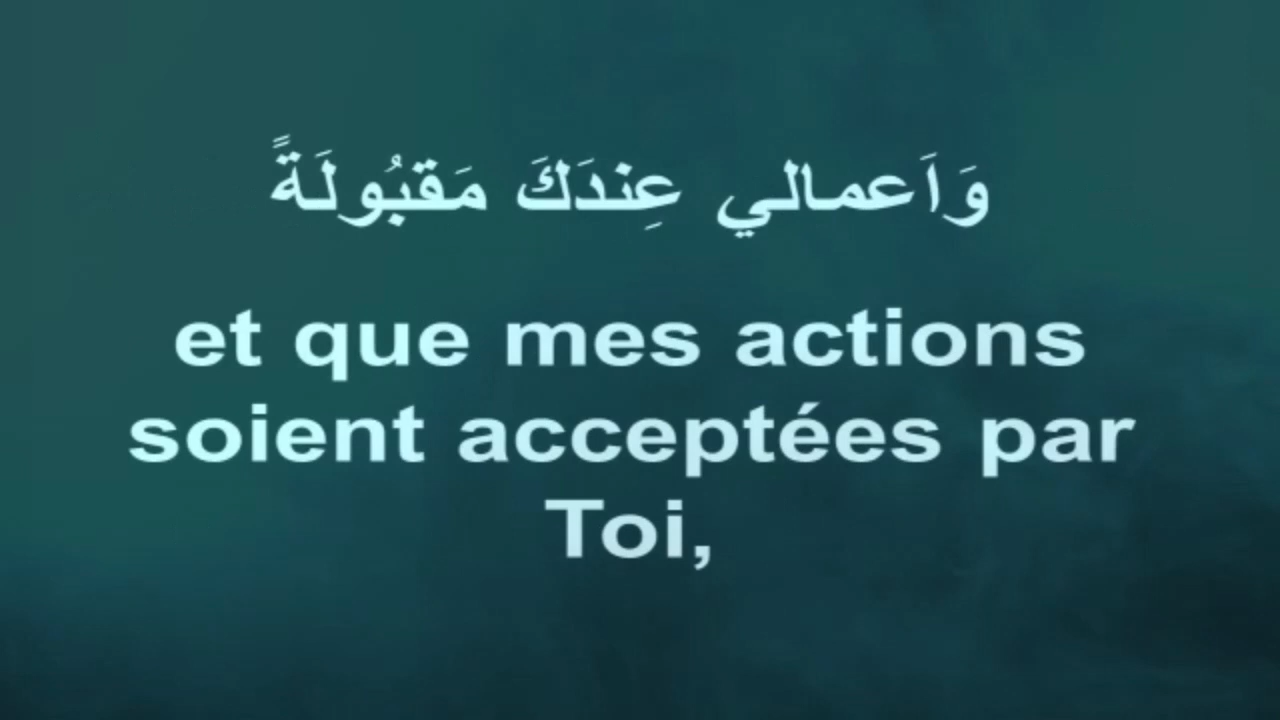 وَاَعمالي عِندَكَ مَقبُولَةً
et que mes actions
soient acceptées par
Toi,